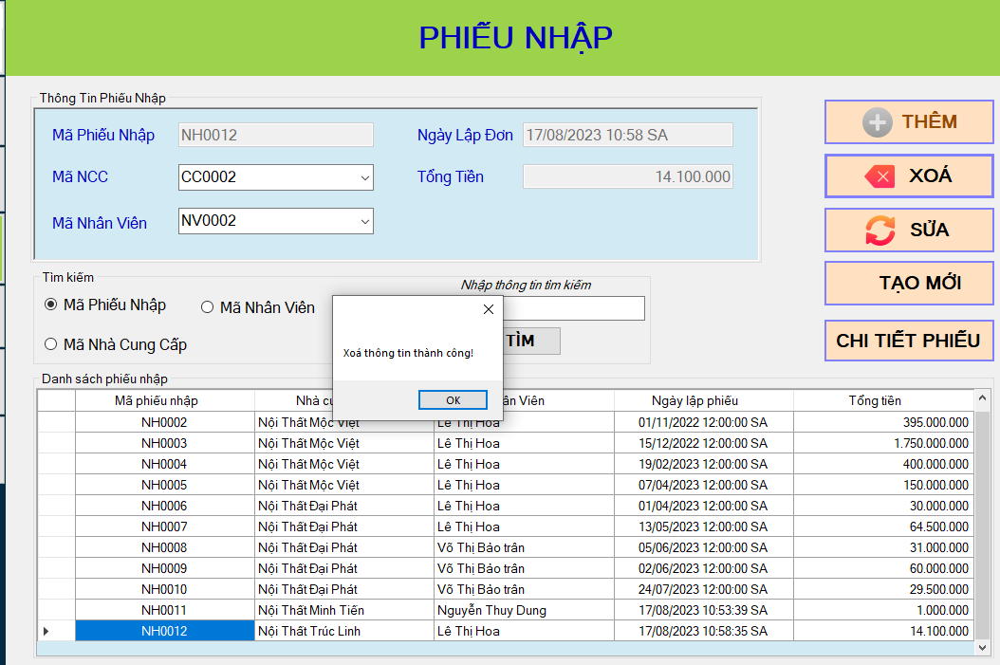 PHIẾU NHẬP
Thông Tin Phiếu Nhập
Mã Phiếu Nhập NH0012 Ngày Lập Đơn 17/08/2023 10:58 SA
Mã NCC CC0002 Tổng Tiền 14.100.000
Mã Nhân Viên NV0002
THÊM
XOÁ
SỬA
TẠO MỚI
CHI TIẾT PHIẾU
Tìm kiếm
Nhập thông tin tìm kiếm
Mã Phiếu Nhập Mã Nhân Viên
Mã Nhà Cung Cấp
TÌM
Xoá thông tin thành công!
OK
Danh sách phiếu nhập
Mã phiếu nhập Nhà Viên Ngày lập phiếu Tổng tiền
NH0002 Nội Thất Mộc Việt Lê Thị Hoa 01/11/2022 12:00:00 SA 395.000.000
NH0003 Nội Thất Mộc Việt Lê Thị Hoa 15/12/2022 12:00:00 SA 1.750.000.000
NH0004 Nội Thất Mộc Việt Lê Thị Hoa 19/02/2023 12:00:00 SA 400.000.000
NH0005 Nội Thất Mộc Việt Lê Thị Hoa 07/04/2023 12:00:00 SA 150.000.000
NH0006 Nội Thất Đại Phát Lê Thị Hoa 01/04/2023 12:00:00 SA 30.000.000
NH0007 Nội Thất Đại Phát Lê Thị Hoa 13/05/2023 12:00:00 SA 64.500.000
NH0008 Nội Thất Đại Phát Võ Thị Bảo trân 05/06/2023 12:00:00 SA 31.000.000
NH0009 Nội Thất Đại Phát Võ Thị Bảo trân 02/06/2023 12:00:00 SA 60.000.000
NH0010 Nội Thất Đại Phát Võ Thị Bảo trân 24/07/2023 12:00:00 SA 29.500.000
NH0011 Nội Thất Minh Tiến Nguyễn Thuy Dung 17/08/2023 10:53:39 SA 1.000.000
NH0012 Nội Thất Trúc Linh Lê Thị Hoa 17/08/2023 10:58:35 SA 14.100.000